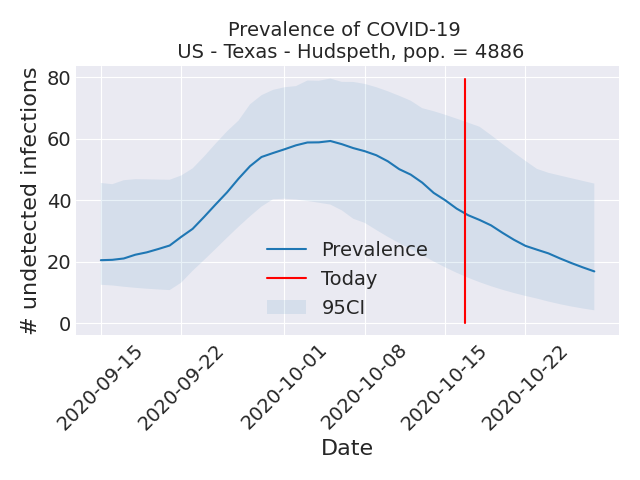 Prevalence of COVID-19
US - Texas - Hudspeth, pop. = 4886
# undetected infections
80
60
40
20
0
Prevalence
Today
95CI
2020-09-15
2020-09-22
2020-10-01
2020-10-08
2020-10-15
2020-10-22
Date